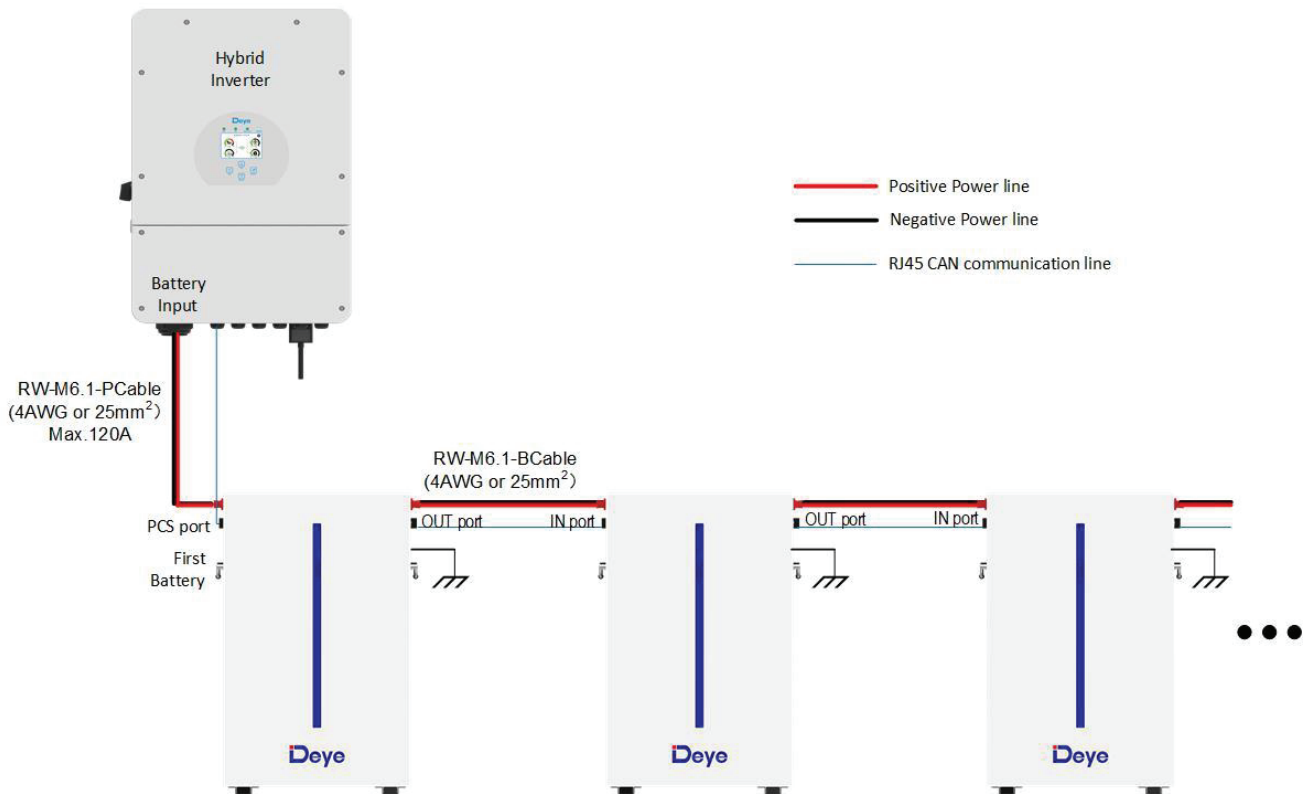 Hybrid
Inverter
Deye
Positive Power line
Negative Power line
RJ45 CAN communication line
Battery
Input
RW-M6.1-PCable
(4AWG or 25mm²)
Max.120A
RW-M6.1-BCable
(4AWG or 25mm²)
PCS port
OUT port
IN port
OUT port
IN port
First
Battery
Deye
Deye
Deye